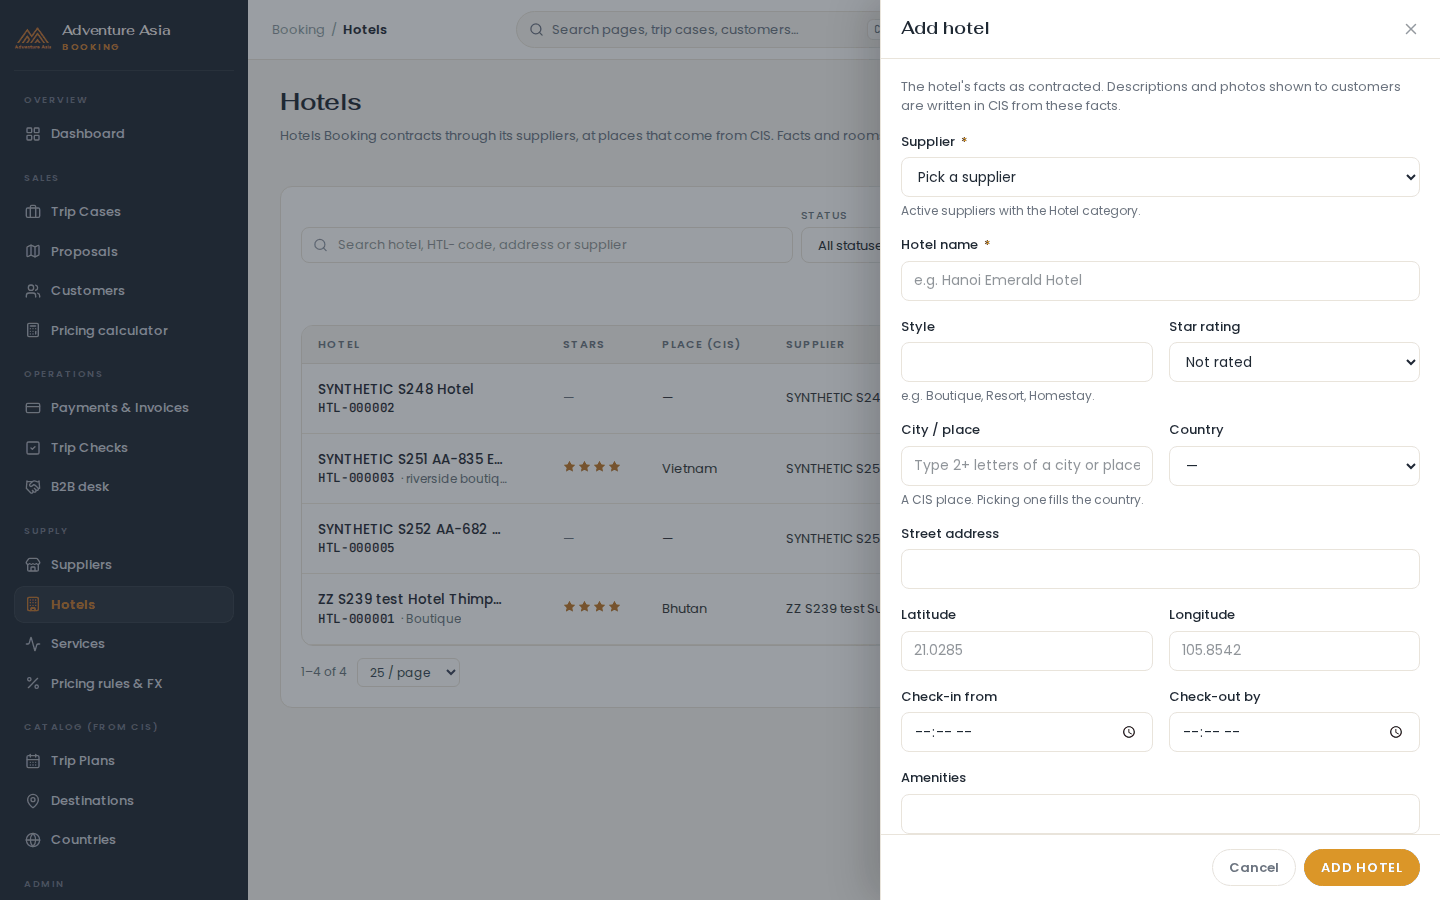 Adventure Asia
BOOKING
Adventure Asia
OVERVIEW
Dashboard
SALES
Trip Cases
Proposals
Customers
Pricing calculator
OPERATIONS
Payments & Invoices
Trip Checks
B2B desk
SUPPLY
Suppliers
Hotels
Services
Pricing rules & FX
CATALOG (FROM CIS)
Trip Plans
Destinations
Countries
ADMIN
Booking / Hotels
Search pages, trip cases, customers...
Hotels
Hotels Booking contracts through its suppliers, at places that come from CIS. Facts and room
STATUS
Search hotel, HTL- code, address or supplier
All statuse
HOTEL STARS PLACE (CIS) SUPPLIER
SYNTHETIC S248 Hotel
HTL-000002
— — SYNTHETIC S24
SYNTHETIC S251 AA-835 E...
HTL-000003 · riverside boutiq...
Vietnam SYNTHETIC S25
SYNTHETIC S252 AA-682 ...
HTL-000005
— — SYNTHETIC S25
ZZ S239 test Hotel Thimp...
HTL-000001 · Boutique
Bhutan ZZ S239 test Su
1–4 of 4 25 / page
Add hotel
The hotel's facts as contracted. Descriptions and photos shown to customers
are written in CIS from these facts.
Supplier *
Pick a supplier
Active suppliers with the Hotel category.
Hotel name *
e.g. Hanoi Emerald Hotel
Style Star rating
Not rated
e.g. Boutique, Resort, Homestay.
City / place Country
Type 2+ letters of a city or place —
A CIS place. Picking one fills the country.
Street address
Latitude Longitude
21.0285 105.8542
Check-in from Check-out by
--:-- -- --:-- --
Amenities
Cancel ADD HOTEL